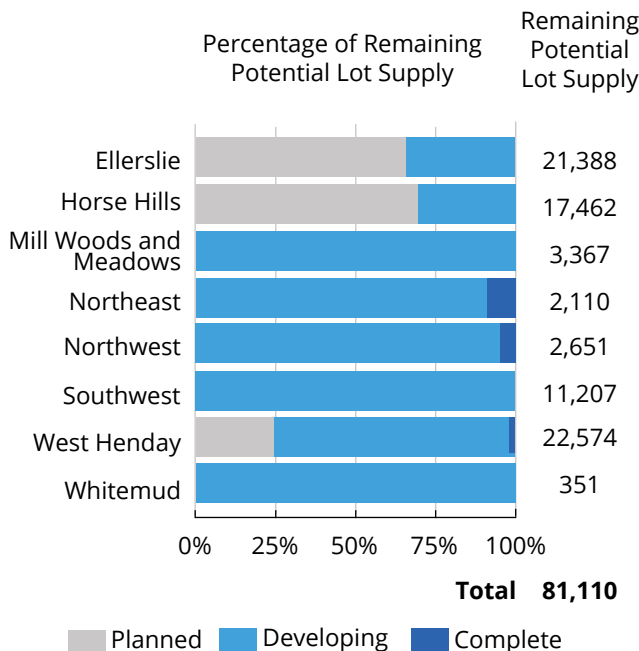 Percentage of Remaining
Potential Lot Supply
Remaining
Potential
Lot Supply
Ellerslie 21,388
Horse Hills 17,462
Mill Woods and
Meadows 3,367
Northeast 2,110
Northwest 2,651
Southwest 11,207
West Henday 22,574
Whitemud 351
0% 25% 50% 75% 100%
Total 81,110
Planned Developing Complete